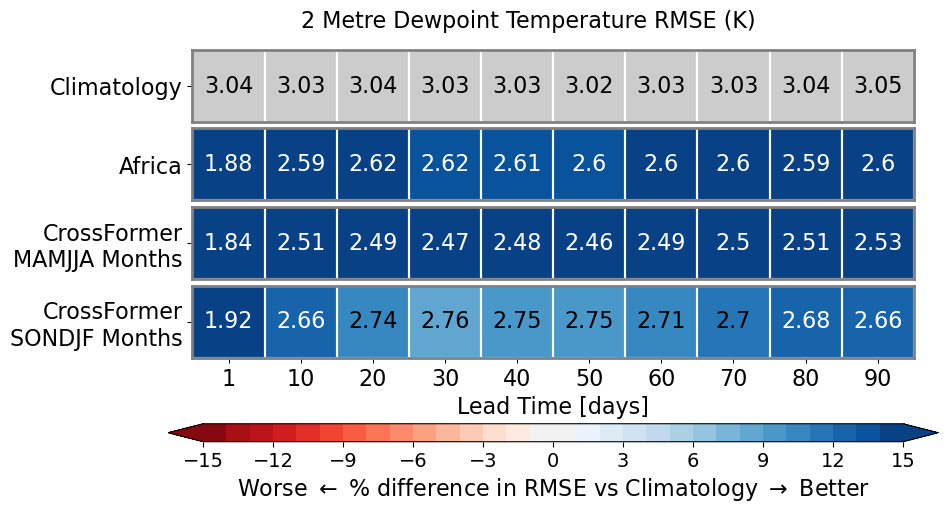 2 Metre Dewpoint Temperature RMSE (K)
Climatology 3.04 3.03 3.04 3.03 3.03 3.02 3.03 3.03 3.04 3.05
Africa 1.88 2.59 2.62 2.62 2.61 2.6 2.6 2.6 2.59 2.6
CrossFormer
MAMJJA Months 1.84 2.51 2.49 2.47 2.48 2.46 2.49 2.5 2.51 2.53
CrossFormer
SONDJF Months 1.92 2.66 2.74 2.76 2.75 2.75 2.71 2.7 2.68 2.66
1 10 20 30 40 50 60 70 80 90
Lead Time [days]
−15 −12 −9 −6 −3 0 3 6 9 12 15
Worse ← % difference in RMSE vs Climatology → Better